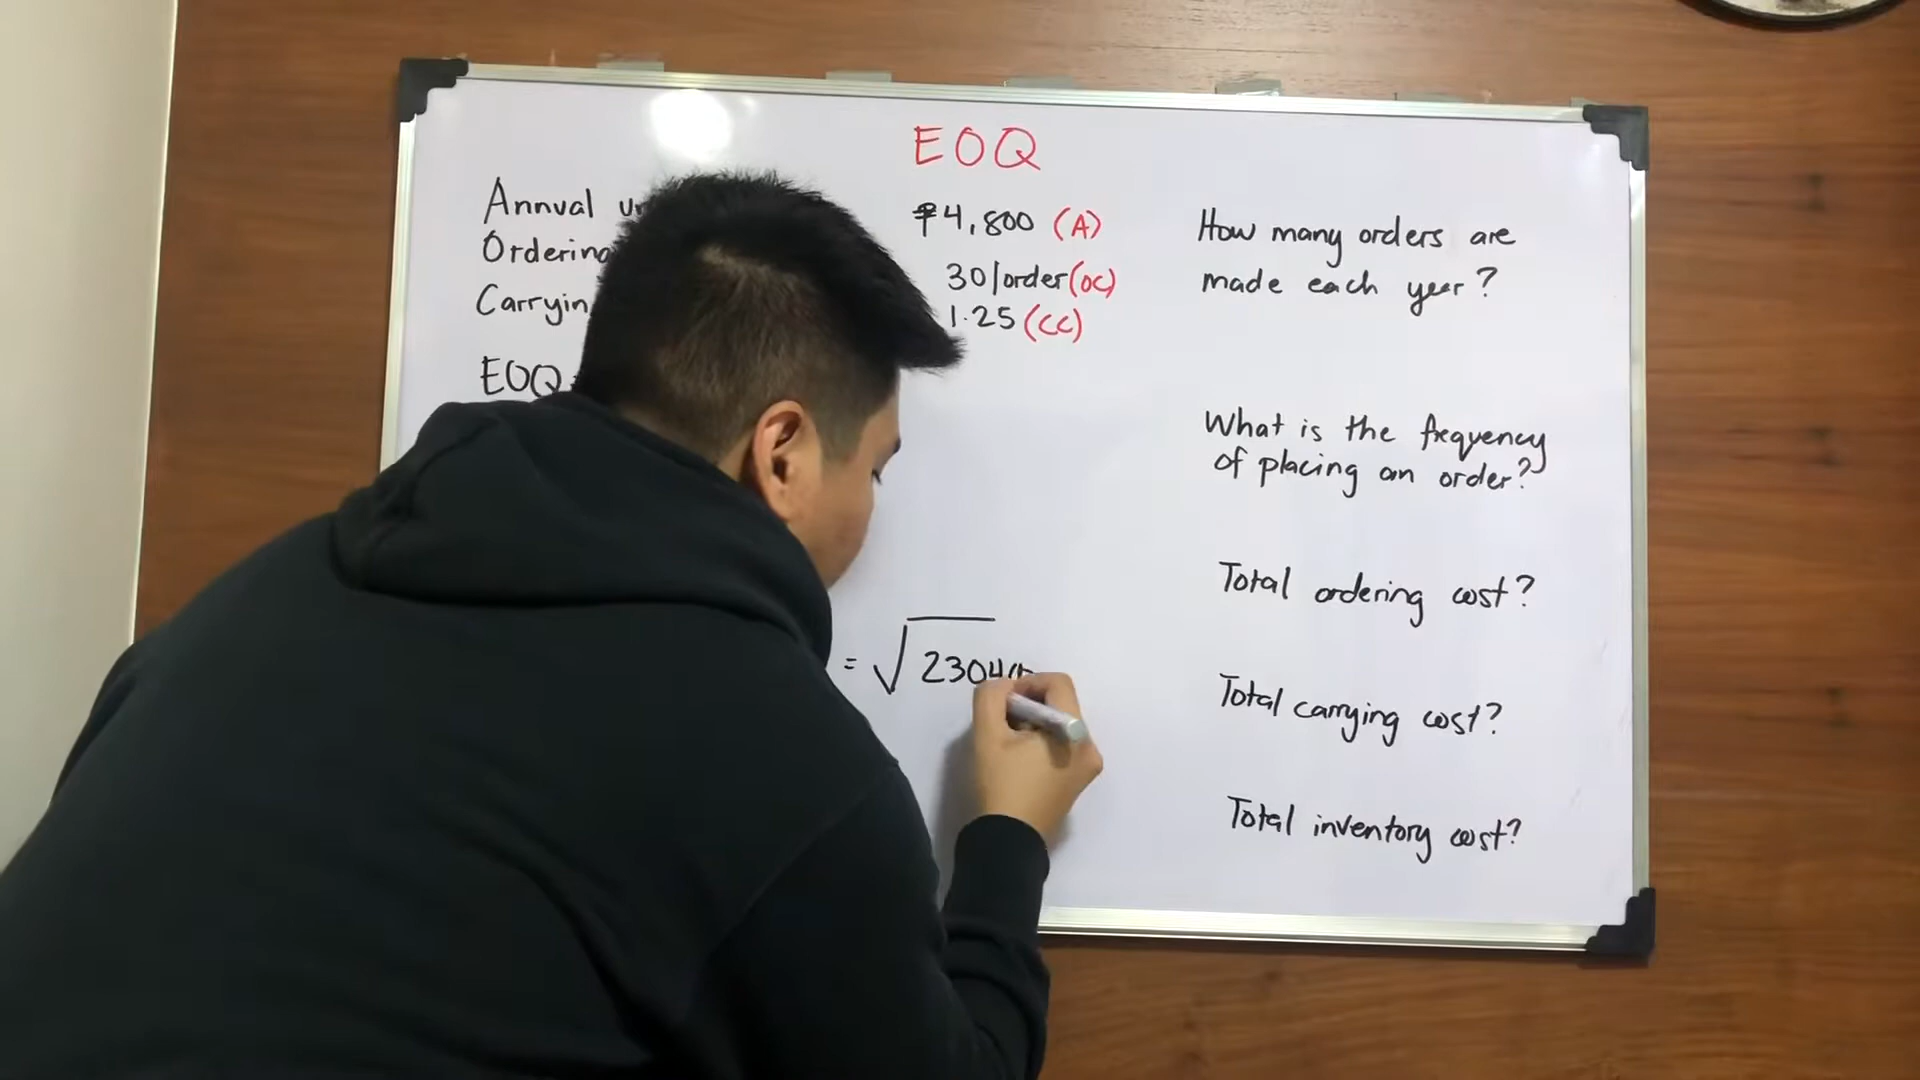 EOQ
Annual
₱4,800 (A)
Ordering
30/order (OC)
Carryin
1.25 (CC)
EOQ
= √2304
How many orders are
made each year?
What is the frequency
of placing an order?
Total ordering cost?
Total carrying cost?
Total inventory cost?